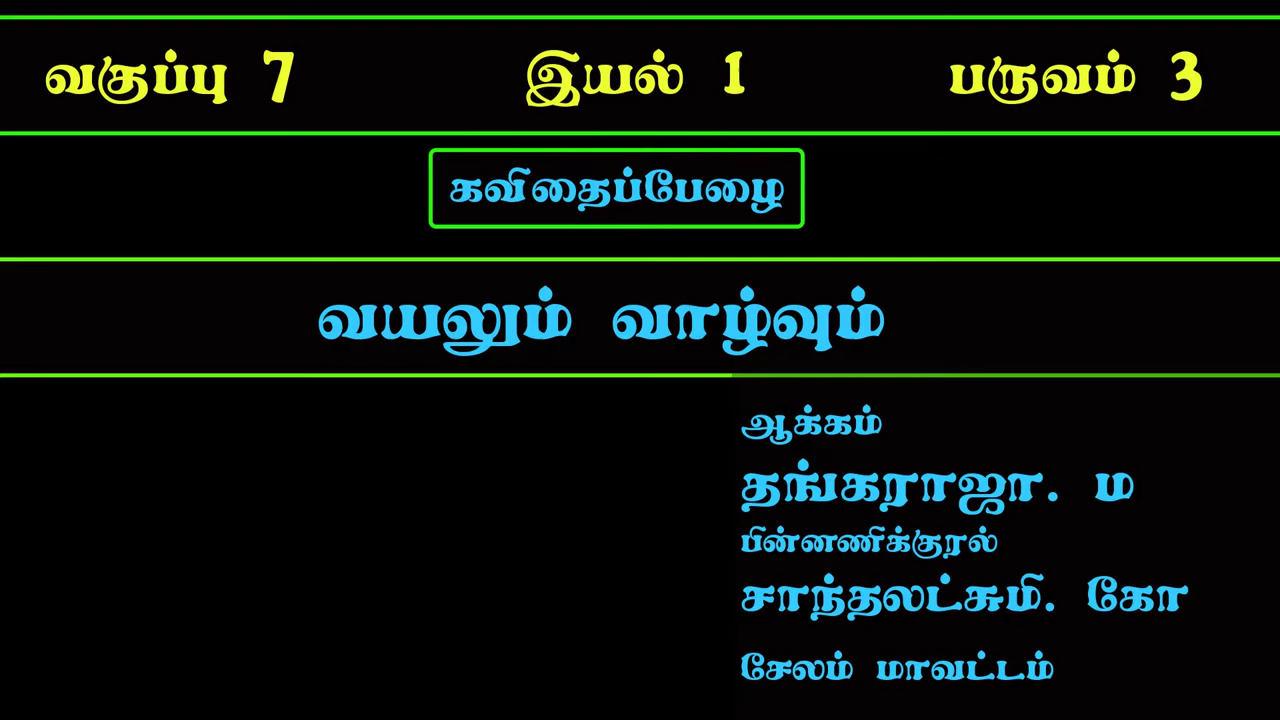 வகுப்பு 7 இயல் 1 பருவம் 3
கவிதைப்பேழை
வயலும் வாழ்வும்
ஆக்கம்
தங்கராஜா. ம
பின்னணிக்குரல்
சாந்தலட்சுமி. கோ
சேலம் மாவட்டம்